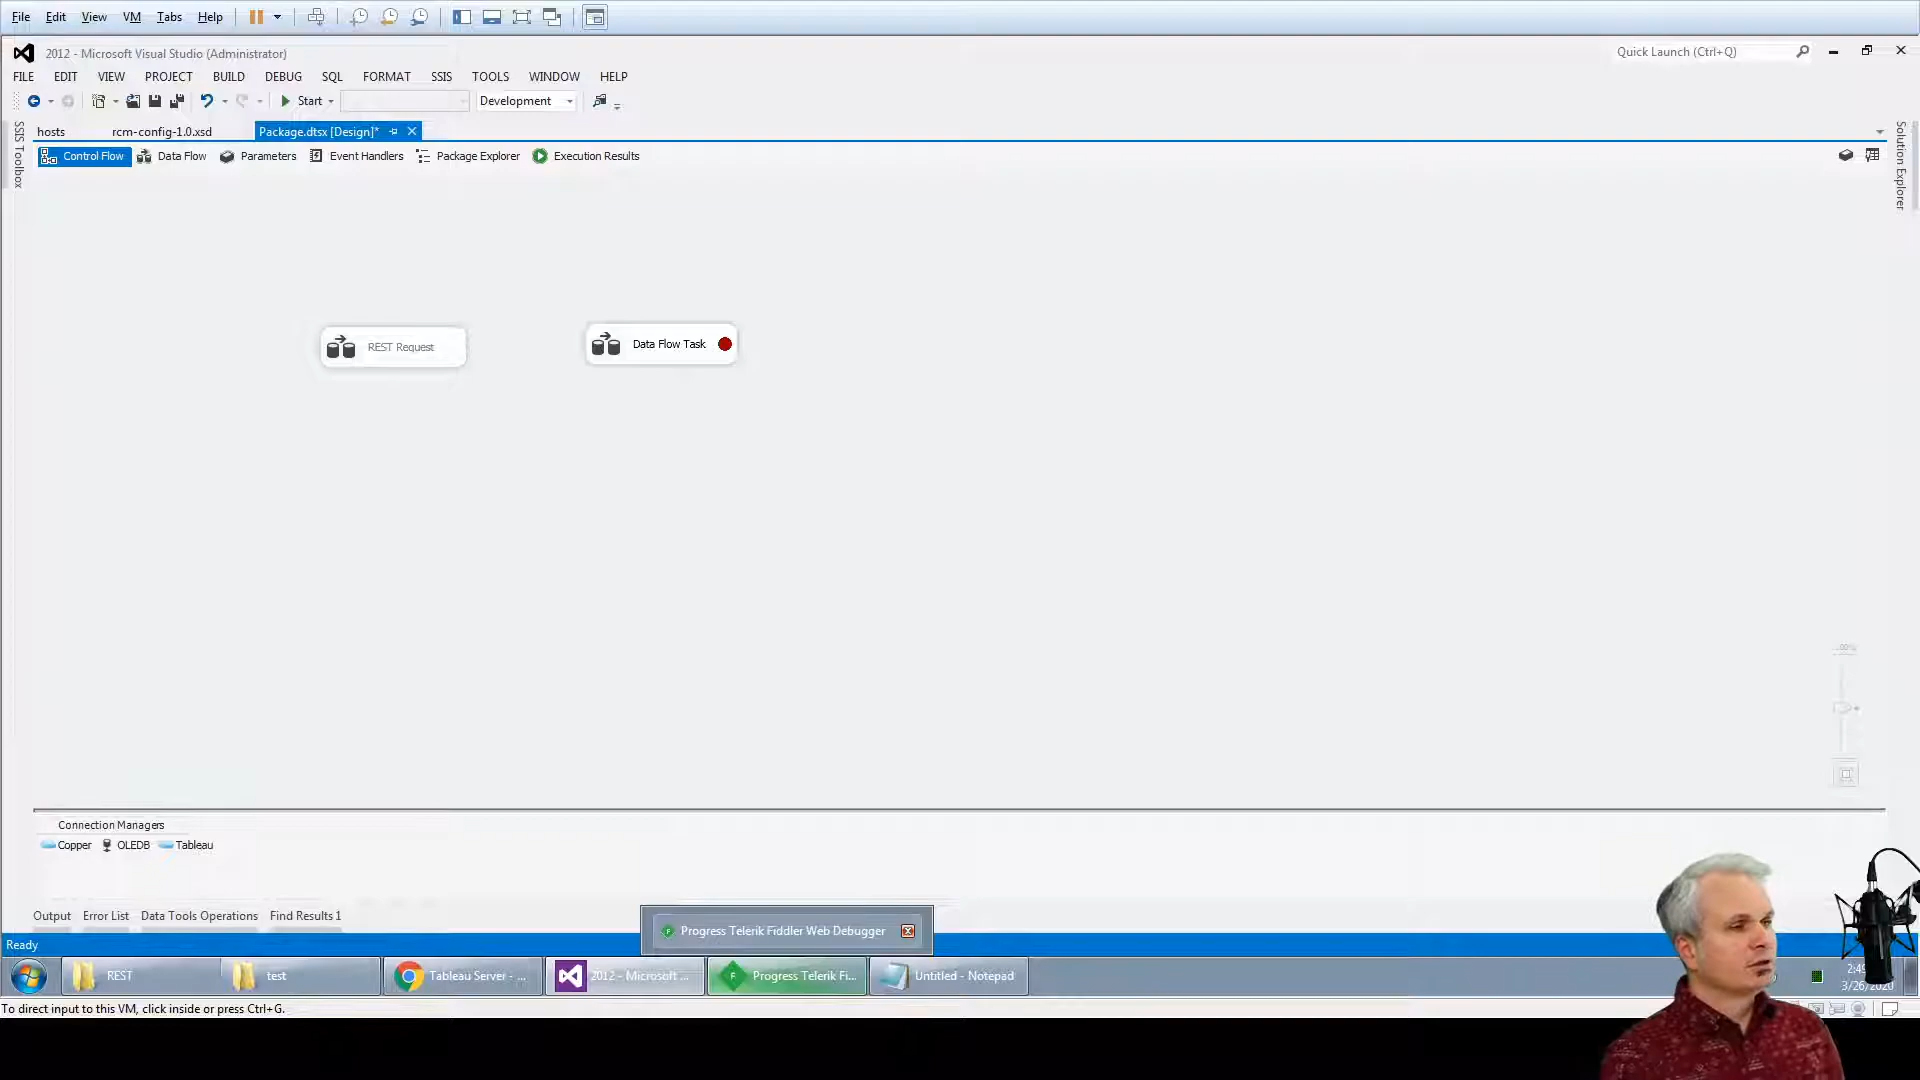 File Edit View VM Tabs Help
2012 - Microsoft Visual Studio (Administrator)
Quick Launch (Ctrl+Q)
FILE EDIT VIEW PROJECT BUILD DEBUG SQL FORMAT SSIS TOOLS WINDOW HELP
Start Development
SSIS Toolbox
hosts rcm-config-1.0.xsd Package.dtsx [Design]*
Solution Explorer
Control Flow Data Flow Parameters Event Handlers Package Explorer Execution Results
REST Request
Data Flow Task
100%
Connection Managers
Copper OLEDB Tableau
Output Error List Data Tools Operations Find Results 1
Progress Telerik Fiddler Web Debugger
Ready
REST test Tableau Server - ... 2012 - Microsoft ... Progress Telerik Fi... Untitled - Notepad
3/26/2020
To direct input to this VM, click inside or press Ctrl+G.